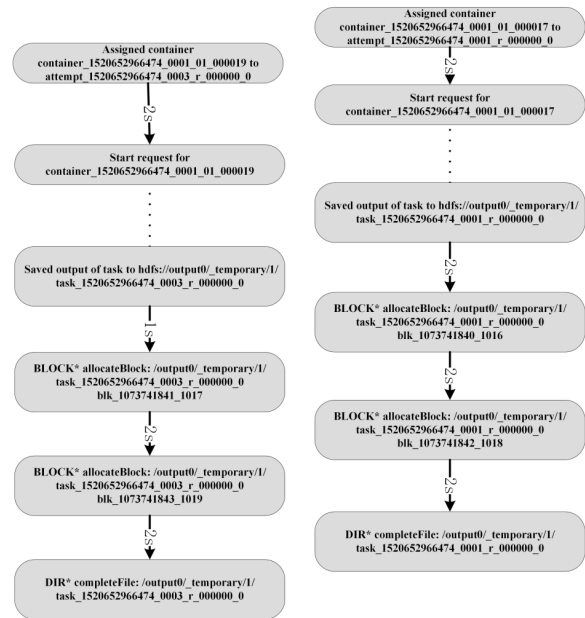 Assigned container
container_1520652966474_0001_01_000019 to
attempt_1520652966474_0003_r_000000_0
2s
Start request for
container_1520652966474_0001_01_000019
Saved output of task to hdfs://output0/_temporary/1/
task_1520652966474_0003_r_000000_0
1s
BLOCK* allocateBlock: /output0/_temporary/1/
task_1520652966474_0003_r_000000_0
blk_1073741841_1017
2s
BLOCK* allocateBlock: /output0/_temporary/1/
task_1520652966474_0003_r_000000_0
blk_1073741843_1019
2s
DIR* completeFile: /output0/_temporary/1/
task_1520652966474_0003_r_000000_0
Assigned container
container_1520652966474_0001_01_000017 to
attempt_1520652966474_0001_r_000000_0
2s
Start request for
container_1520652966474_0001_01_000017
Saved output of task to hdfs://output0/_temporary/1/
task_1520652966474_0001_r_000000_0
2s
BLOCK* allocateBlock: /output0/_temporary/1/
task_1520652966474_0001_r_000000_0
blk_1073741840_1016
2s
BLOCK* allocateBlock: /output0/_temporary/1/
task_1520652966474_0001_r_000000_0
blk_1073741842_1018
2s
DIR* completeFile: /output0/_temporary/1/
task_1520652966474_0001_r_000000_0